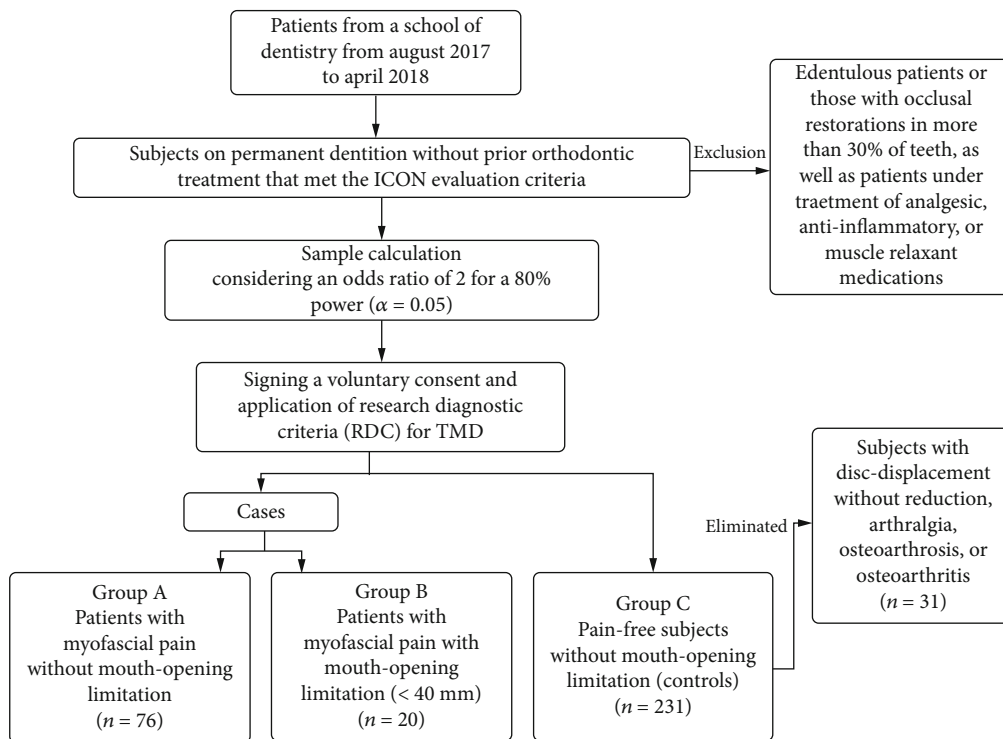 Patients from a school of
dentistry from august 2017
to april 2018
Subjects on permanent dentition without prior orthodontic
treatment that met the ICON evaluation criteria
Exclusion
Edentulous patients or
those with occlusal
restorations in more
than 30% of teeth, as
well as patients under
traetment of analgesic,
anti-inflammatory, or
muscle relaxant
medications
Sample calculation
considering an odds ratio of 2 for a 80%
power (α = 0.05)
Signing a voluntary consent and
application of research diagnostic
criteria (RDC) for TMD
Cases
Group A
Patients with
myofascial pain
without mouth-opening
limitation
(n = 76)
Group B
Patients with
myofascial pain with
mouth-opening
limitation (< 40 mm)
(n = 20)
Group C
Pain-free subjects
without mouth-opening
limitation (controls)
n = 231)
Eliminated
Subjects with
disc-displacement
without reduction,
arthralgia,
osteoarthrosis, or
osteoarthritis
(n = 31)